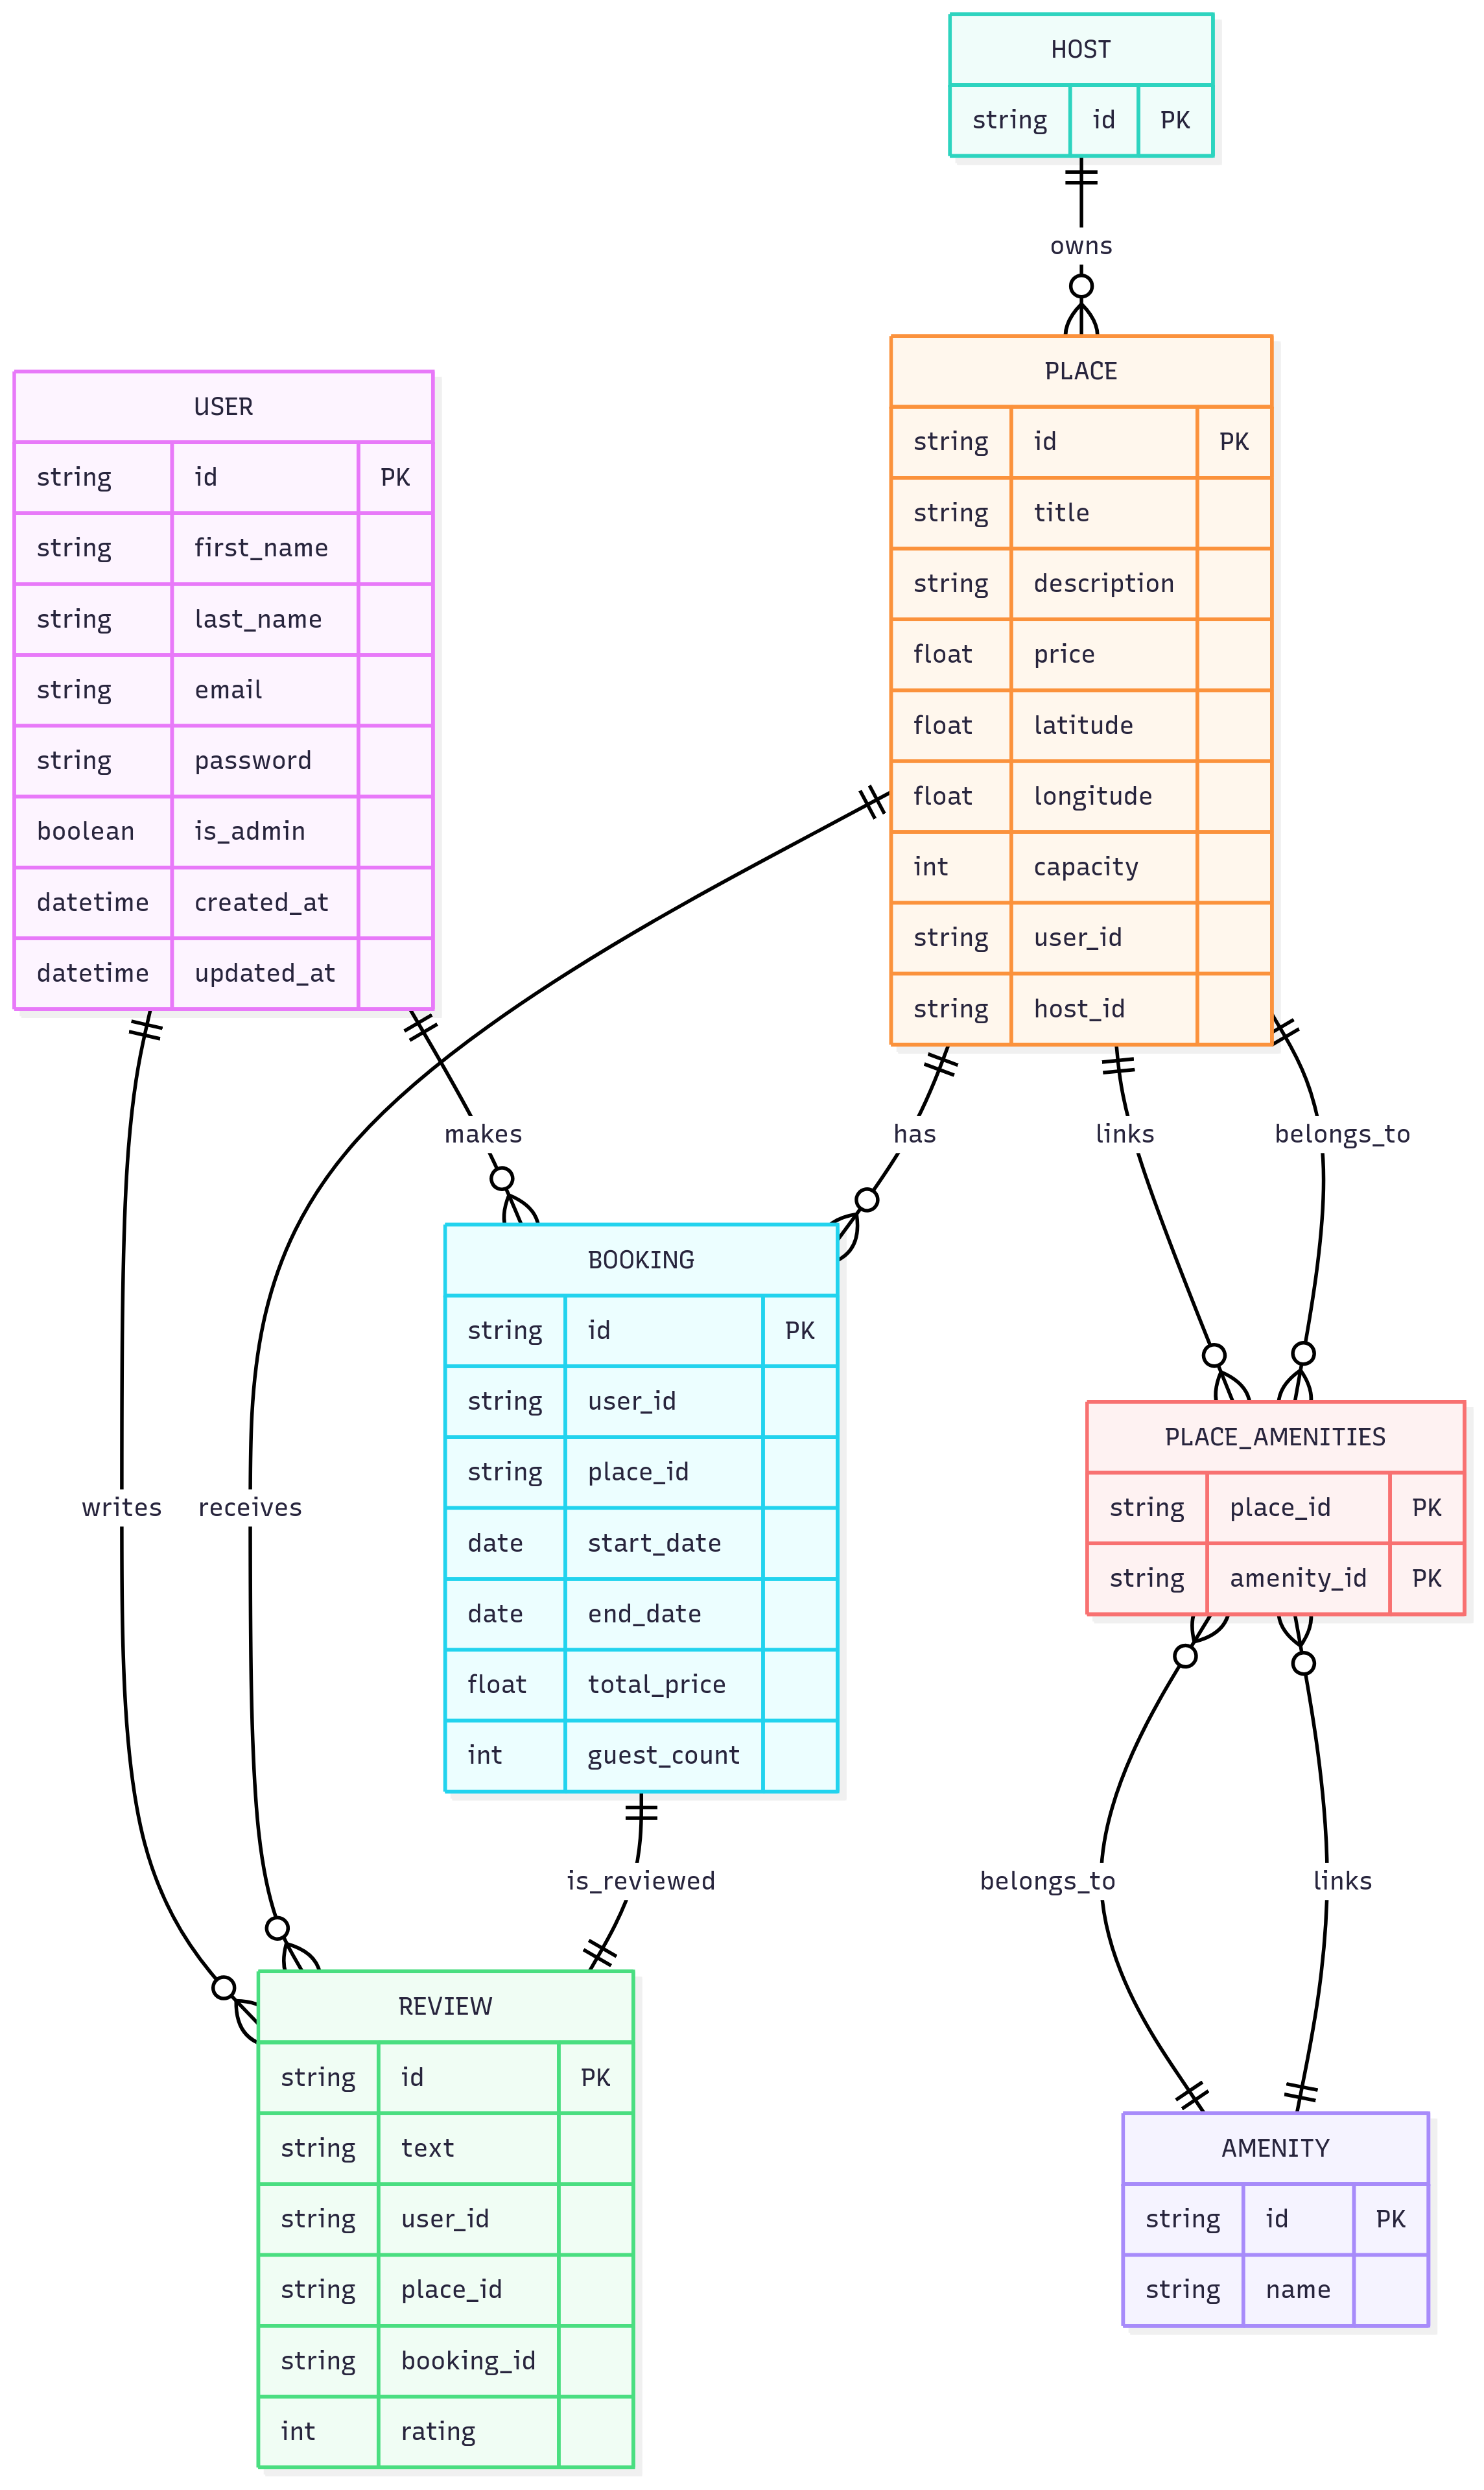 HOST
string id PK
owns
PLACE
string id PK
string title
string description
float price
float latitude
float longitude
int capacity
string user_id
string host_id
USER
string id PK
string first_name
string last_name
string email
string password
boolean is_admin
datetime created_at
datetime updated_at
makes
has
links
belongs_to
BOOKING
string id PK
string user_id
string place_id
date start_date
date end_date
float total_price
int guest_count
writes
receives
PLACE_AMENITIES
string place_id PK
string amenity_id PK
is_reviewed
belongs_to
links
REVIEW
string id PK
string text
string user_id
string place_id
string booking_id
int rating
AMENITY
string id PK
string name